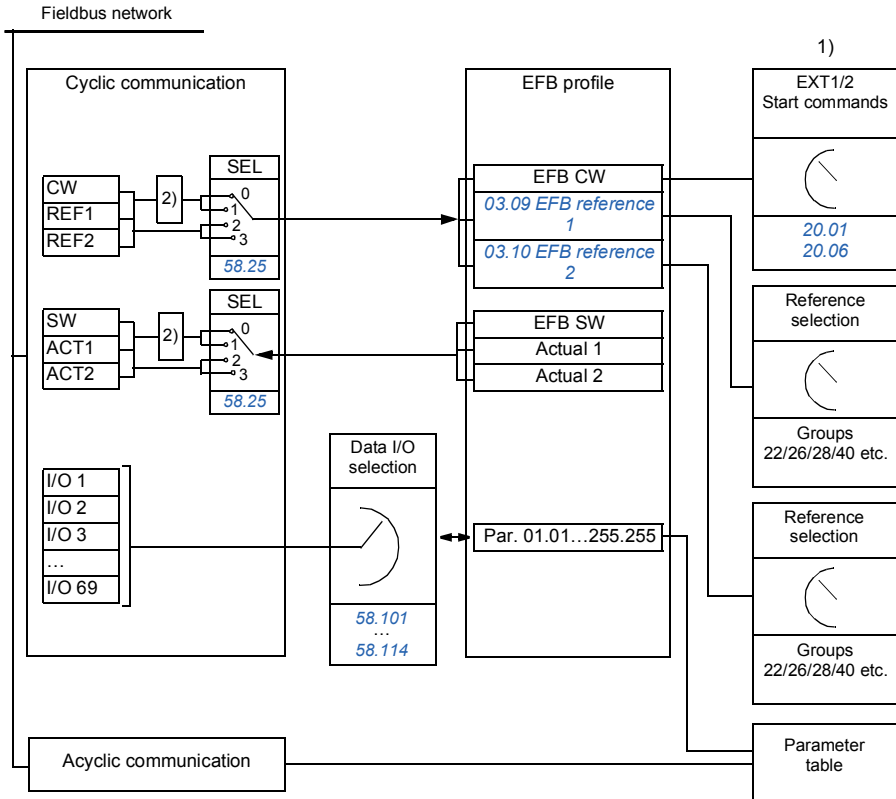 Fieldbus network
1)
Cyclic communication
EFB profile
EXT1/2
Start commands
SEL
CW
REF1
REF2
2)
0
1
2
3
58.25
EFB CW
03.09 EFB reference
1
03.10 EFB reference
2
20.01
20.06
SEL
SW
ACT1
ACT2
2)
0
1
2
3
58.25
EFB SW
Actual 1
Actual 2
Reference
selection
Groups
22/26/28/40 etc.
Data I/O
selection
I/O 1
I/O 2
I/O 3
...
I/O 69
58.101
...
58.114
Par. 01.01...255.255
Reference
selection
Groups
22/26/28/40 etc.
Acyclic communication
Parameter
table